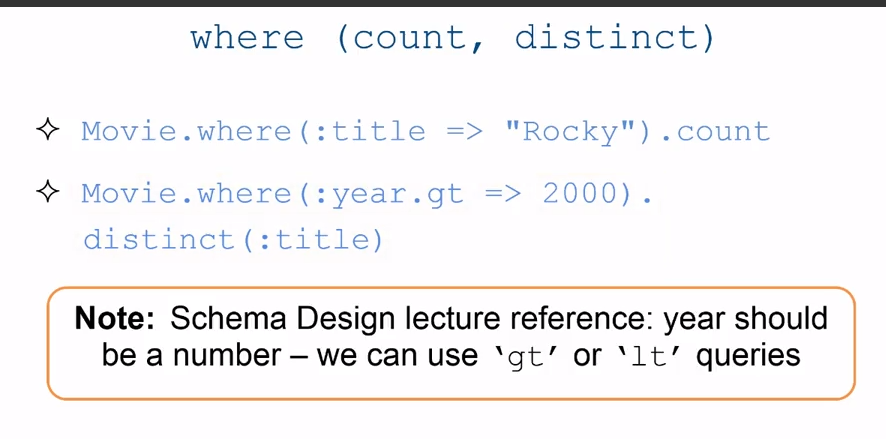 where (count, distinct)
✧ Movie.where(:title => "Rocky").count
✧ Movie.where(:year.gt => 2000).
distinct(:title)
Note: Schema Design lecture reference: year should
be a number – we can use ‘gt’ or ‘lt’ queries